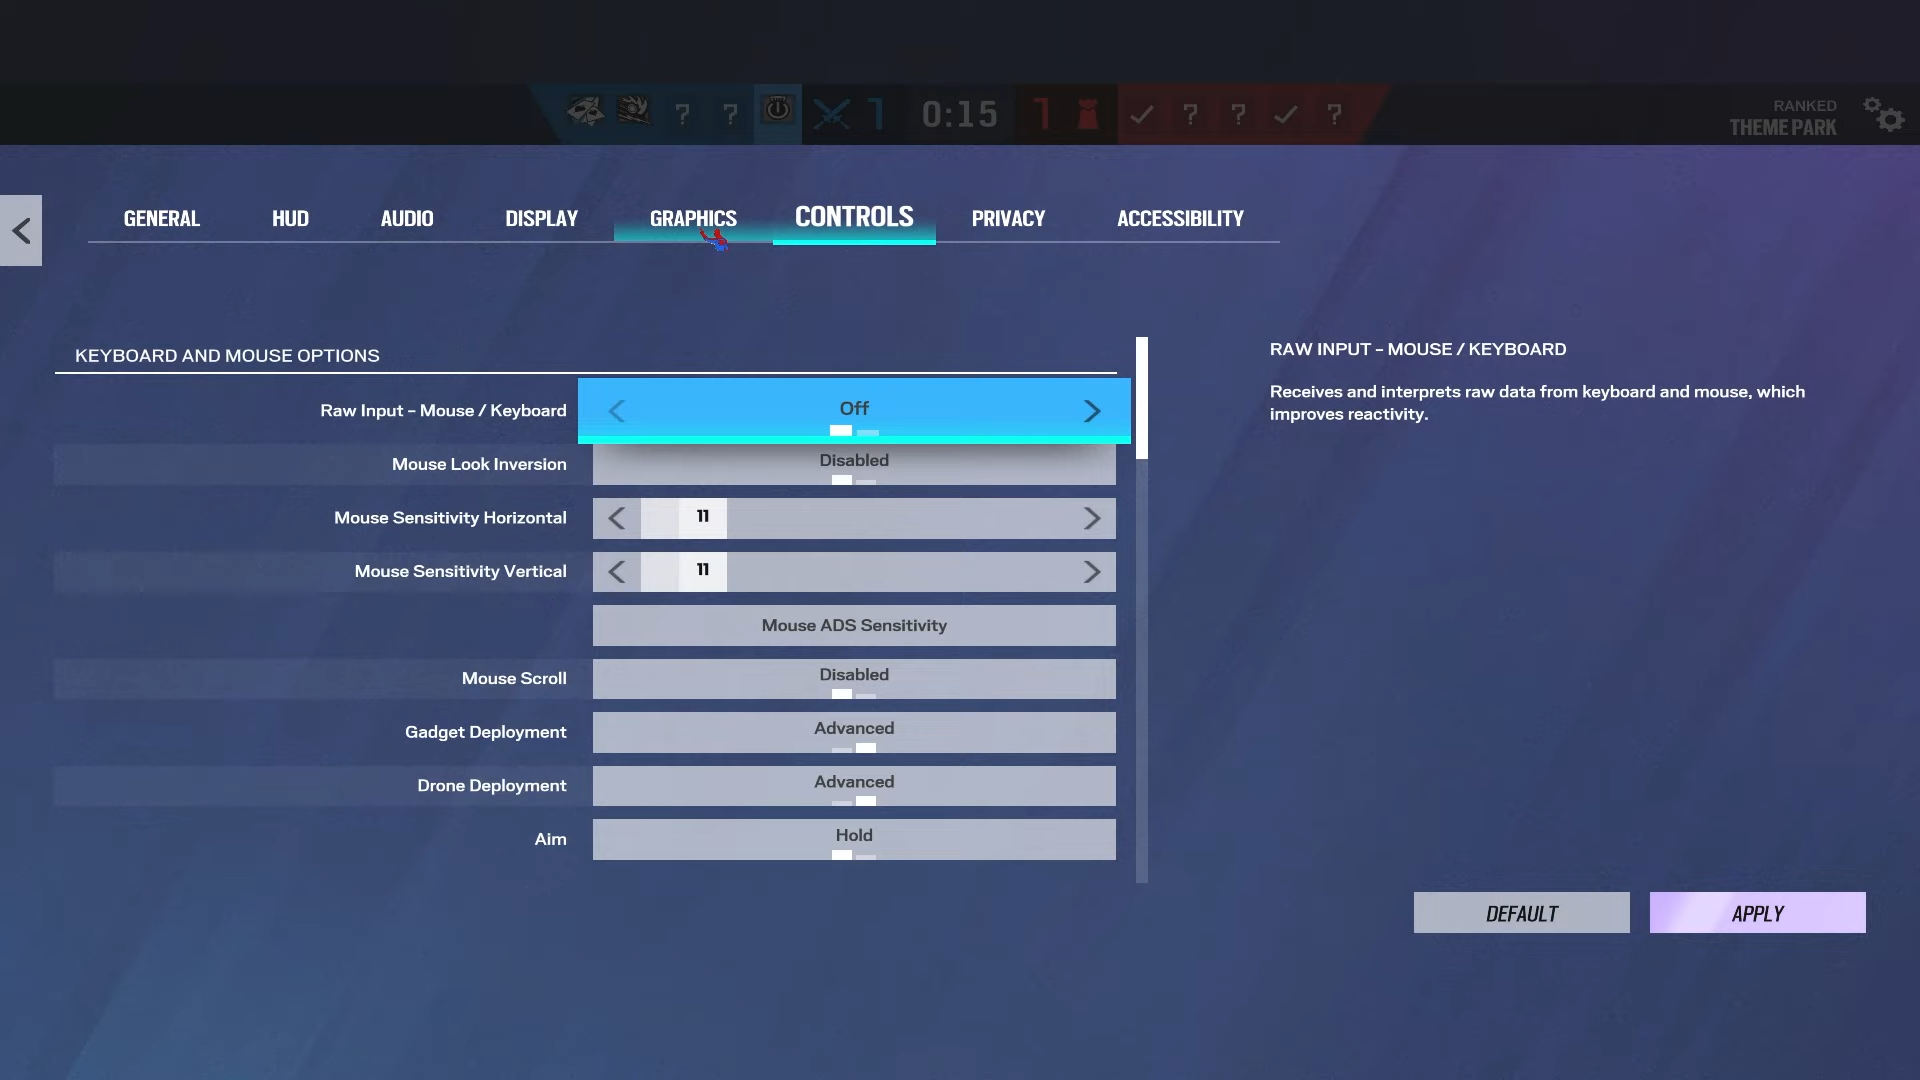 ? ? 1 0:15 1 ? ? ?
RANKED
THEME PARK
GENERAL HUD AUDIO DISPLAY GRAPHICS CONTROLS PRIVACY ACCESSIBILITY
KEYBOARD AND MOUSE OPTIONS
Raw Input - Mouse / Keyboard Off
Mouse Look Inversion Disabled
Mouse Sensitivity Horizontal 11
Mouse Sensitivity Vertical 11
Mouse ADS Sensitivity
Mouse Scroll Disabled
Gadget Deployment Advanced
Drone Deployment Advanced
Aim Hold
RAW INPUT - MOUSE / KEYBOARD
Receives and interprets raw data from keyboard and mouse, which
improves reactivity.
DEFAULT APPLY